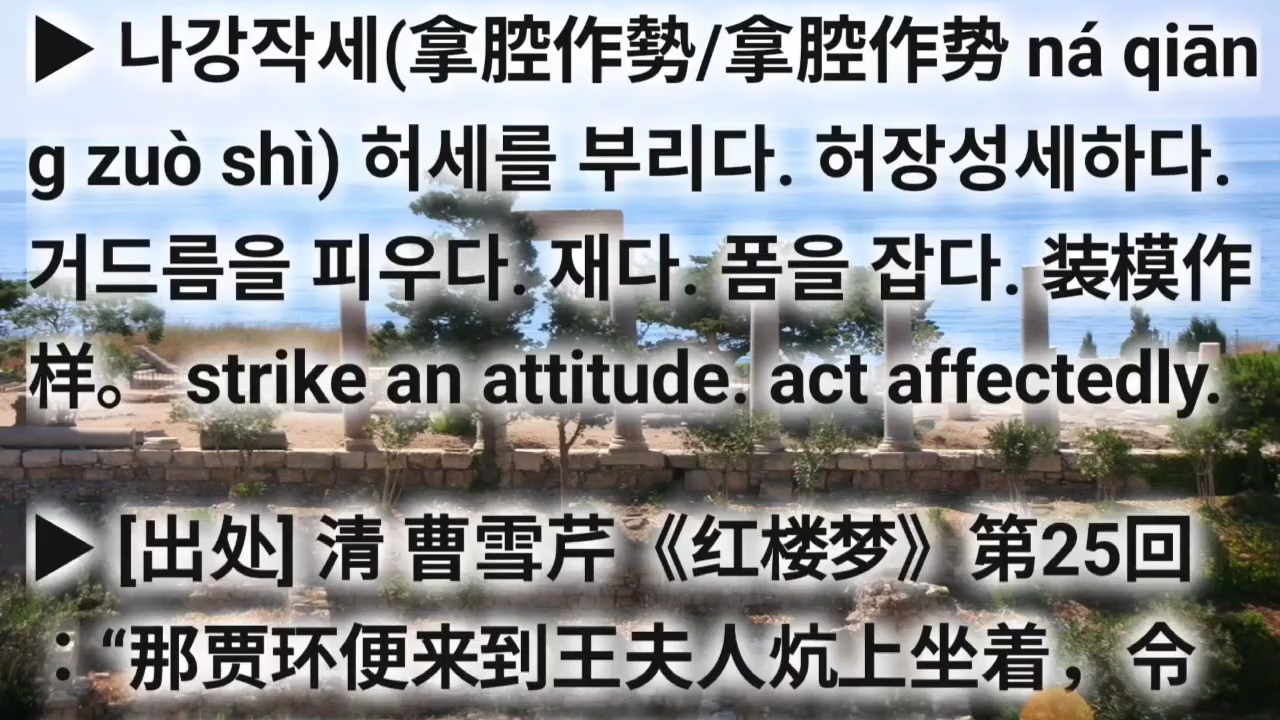 ▶ 나강작세(拿腔作勢/拿腔作势 ná qiān
g zuò shì) 허세를 부리다. 허장성세하다.
거드름을 피우다. 재다. 폼을 잡다. 装模作
样。 strike an attitude. act affectedly.
▶ [出处] 清 曹雪芹《红楼梦》第25回
：“那贾环便来到王夫人炕上坐着，令